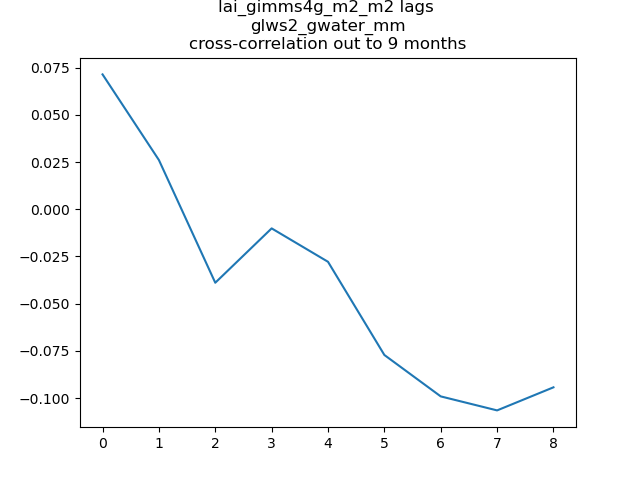 lai_gimms4g_m2_m2 lags
glws2_gwater_mm
cross-correlation out to 9 months
0.075
0.050
0.025
0.000
−0.025
−0.050
−0.075
−0.100
0 1 2 3 4 5 6 7 8